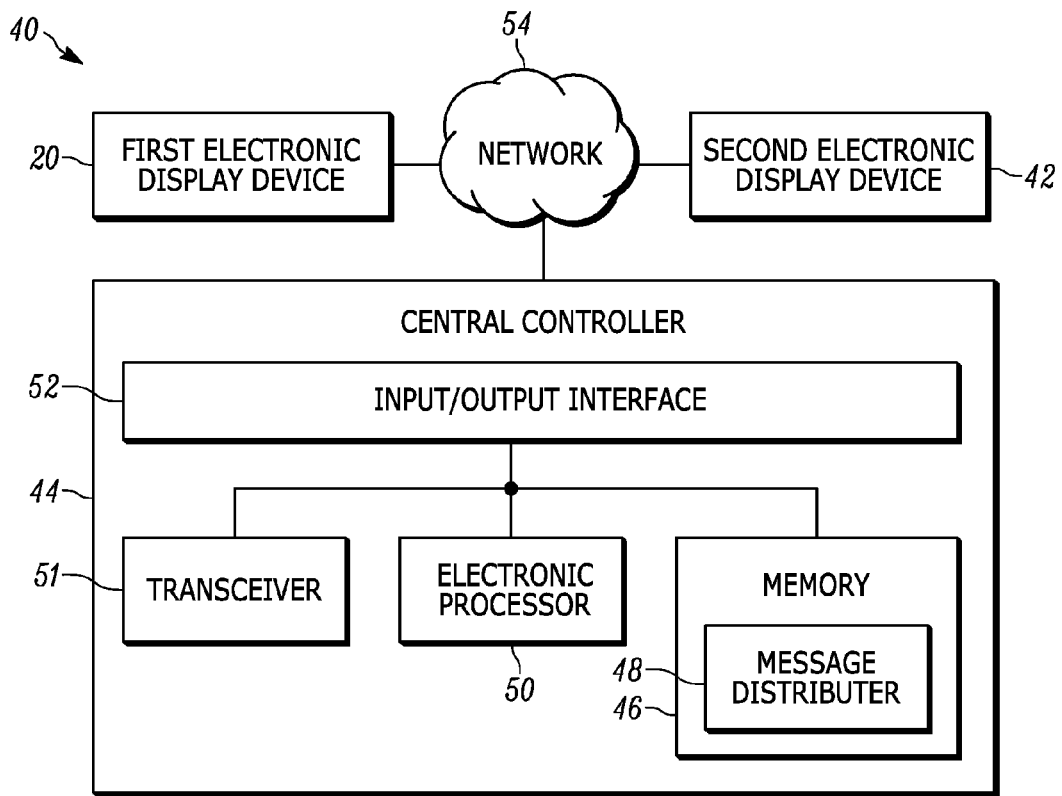 40
54
20
FIRST ELECTRONIC
DISPLAY DEVICE
NETWORK
SECOND ELECTRONIC
DISPLAY DEVICE
42
CENTRAL CONTROLLER
52
INPUT/OUTPUT INTERFACE
44
51
TRANSCEIVER
ELECTRONIC
PROCESSOR
50
MEMORY
48
46
MESSAGE
DISTRIBUTER